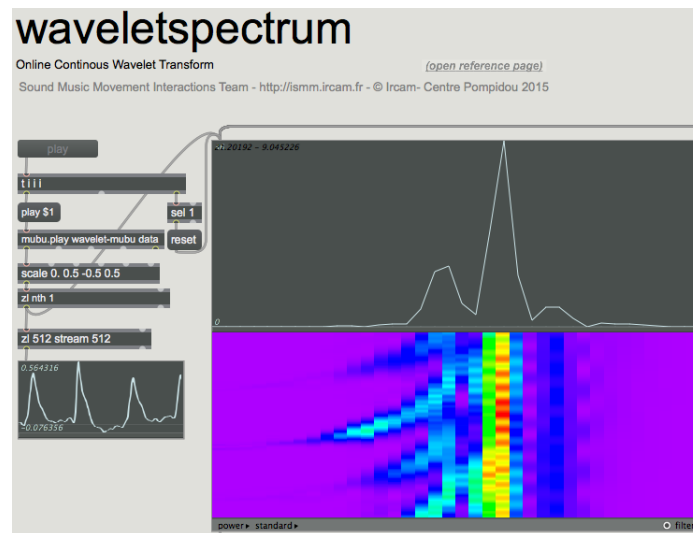 waveletspectrum
Online Continous Wavelet Transform
(open reference page)
Sound Music Movement Interactions Team - http://ismm.ircam.fr - © Ircam- Centre Pompidou 2015
play
t i i i
play $1
sel 1
mubu.play wavelet-mubu data
reset
scale 0. 0.5 -0.5 0.5
zl nth 1
zl 512 stream 512
0.564316
-0.076356
.20192 – 9.045226
0
power▸ standard▸
filter